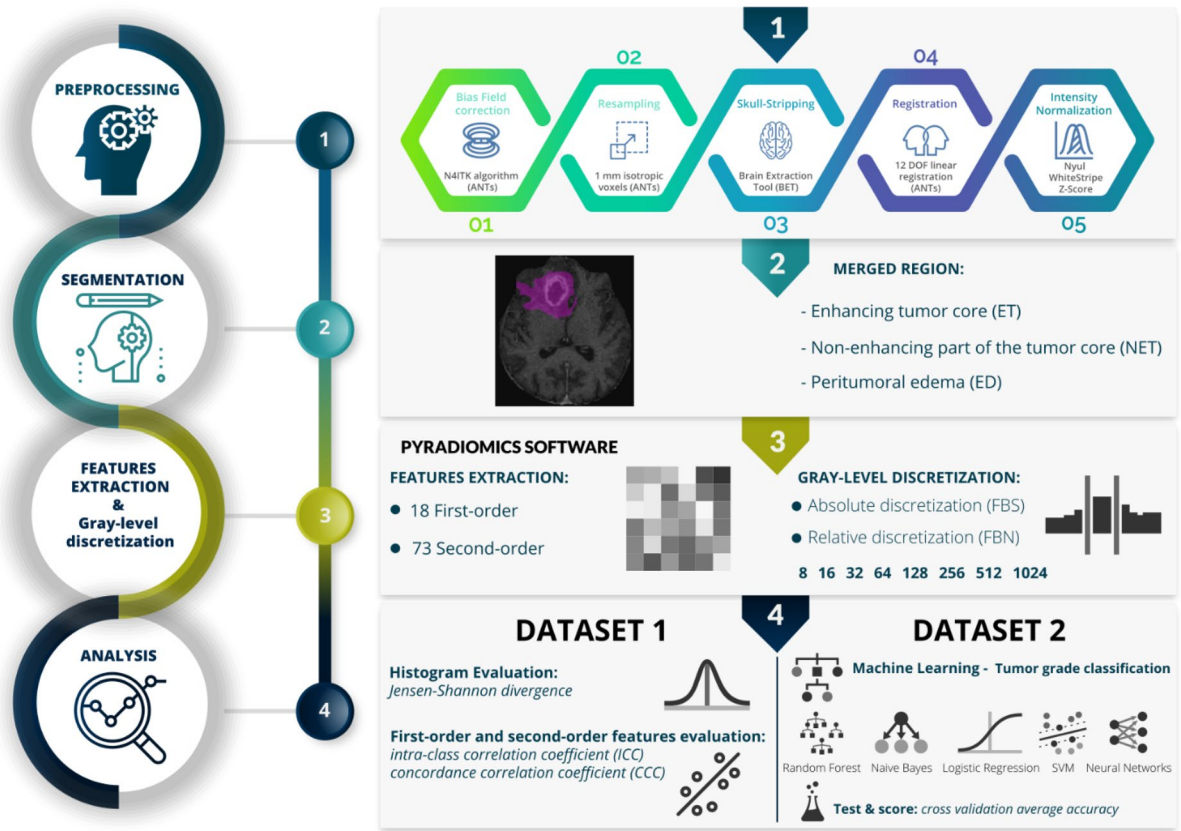 PREPROCESSING
1
SEGMENTATION
2
FEATURES
EXTRACTION
&
Gray-level
discretization
3
ANALYSIS
4
1
02
04
Bias Field
correction
N4ITK algorithm
(ANTs)
Resampling
1 mm isotropic
voxels (ANTs)
Skull-Stripping
Brain Extraction
Tool (BET)
Registration
12 DOF linear
registration
(ANTs)
Intensity
Normalization
Nyul
WhiteStripe
Z-Score
01
03
05
2
MERGED REGION:
- Enhancing tumor core (ET)
- Non-enhancing part of the tumor core (NET)
- Peritumoral edema (ED)
3
PYRADIOMICS SOFTWARE
FEATURES EXTRACTION:
● 18 First-order
● 73 Second-order
GRAY-LEVEL DISCRETIZATION:
● Absolute discretization (FBS)
● Relative discretization (FBN)
8 16 32 64 128 256 512 1024
4
DATASET 1
Histogram Evaluation:
Jensen-Shannon divergence
First-order and second-order features evaluation:
intra-class correlation coefficient (ICC)
concordance correlation coefficient (CCC)
DATASET 2
Machine Learning - Tumor grade classification
Random Forest Naive Bayes Logistic Regression SVM Neural Networks
Test & score: cross validation average accuracy